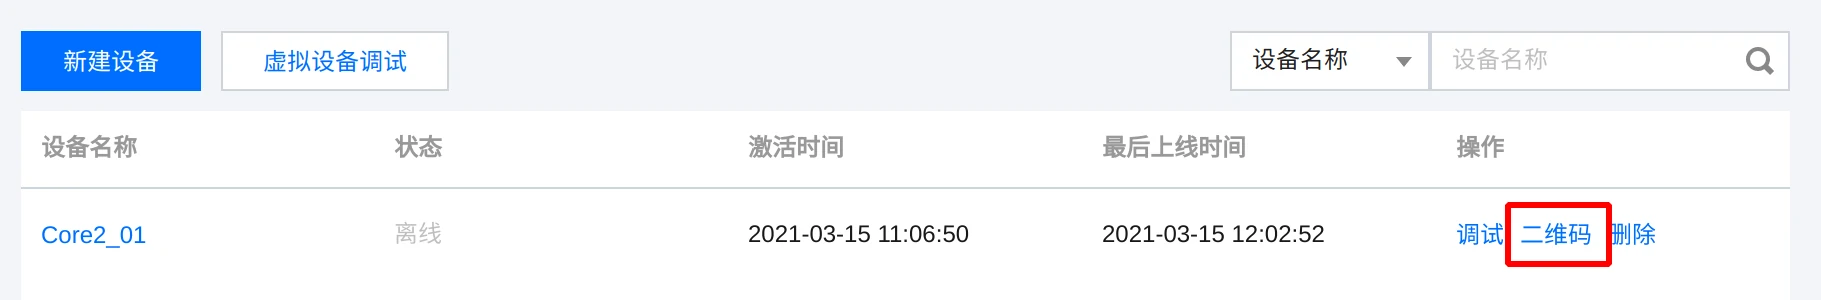 新建设备 虚拟设备调试 设备名称 设备名称
设备名称 状态 激活时间 最后上线时间 操作
Core2_01 离线 2021-03-15 11:06:50 2021-03-15 12:02:52 调试 二维码 删除